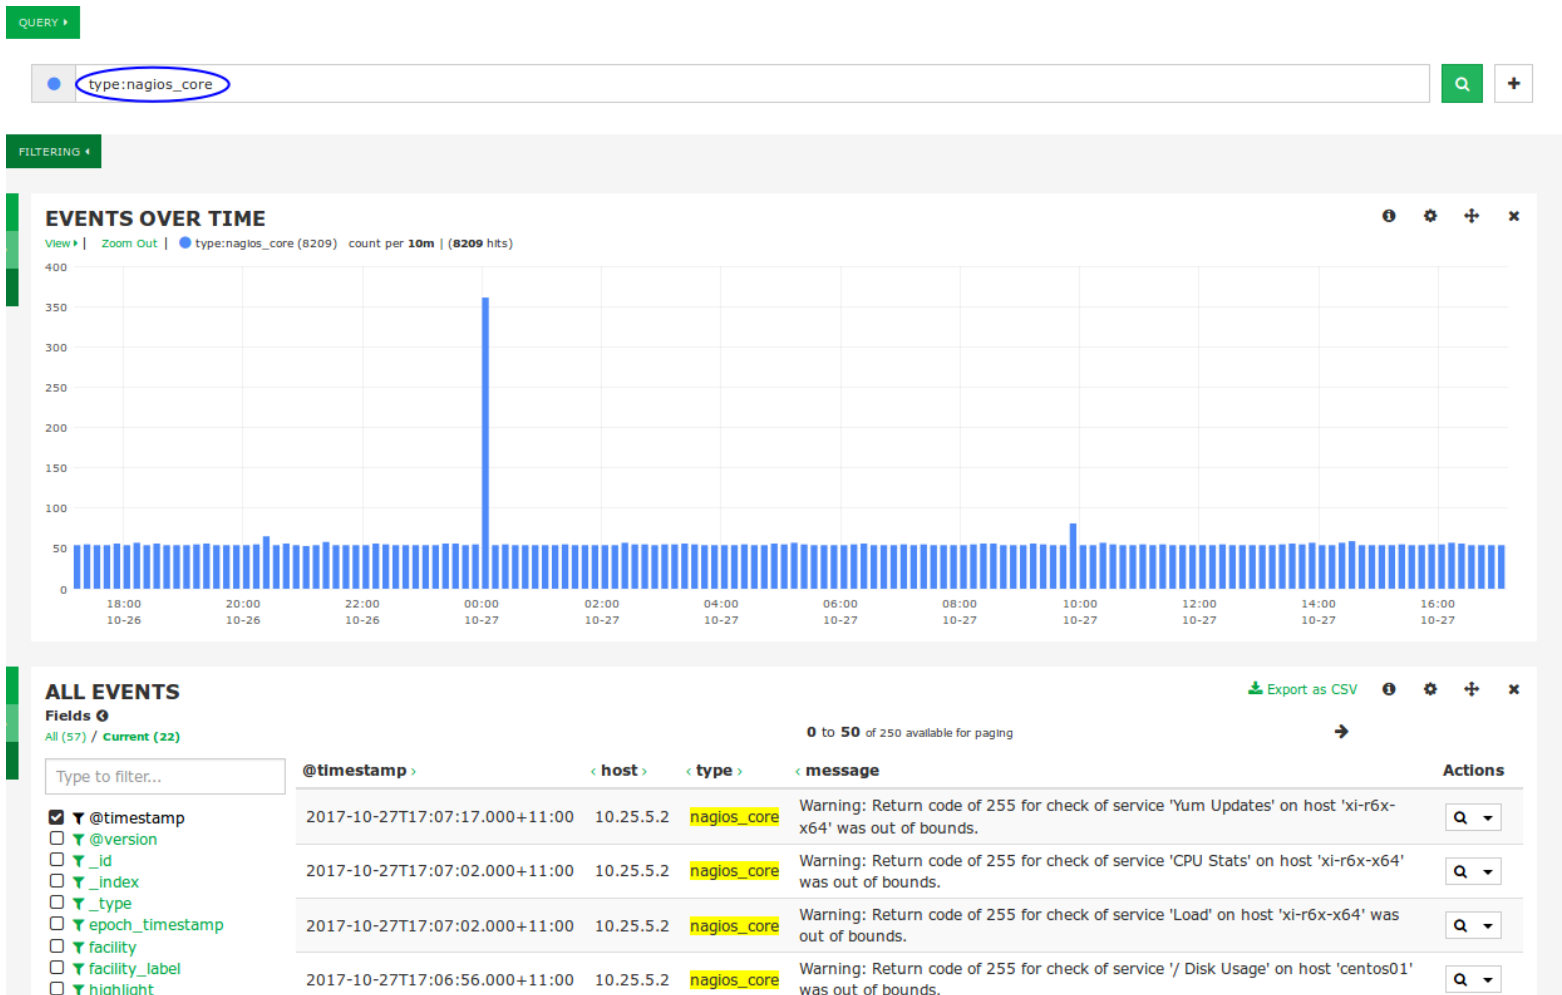 QUERY
type:nagios_core
FILTERING
EVENTS OVER TIME
View | Zoom Out | type:nagios_core (8209) count per 10m | (8209 hits)
400
350
300
250
200
150
100
50
0
18:00 20:00 22:00 00:00 02:00 04:00 06:00 08:00 10:00 12:00 14:00 16:00
10-26 10-26 10-26 10-27 10-27 10-27 10-27 10-27 10-27 10-27 10-27 10-27
ALL EVENTS
Export as CSV
Fields
All (57) / Current (22)
0 to 50 of 250 available for paging
Type to filter...
@timestamp
@version
_id
_index
_type
epoch_timestamp
facility
facility_label
highlight
@timestamp host type message Actions
2017-10-27T17:07:17.000+11:00 10.25.5.2 nagios_core Warning: Return code of 255 for check of service 'Yum Updates' on host 'xi-r6x-
x64' was out of bounds.
2017-10-27T17:07:02.000+11:00 10.25.5.2 nagios_core Warning: Return code of 255 for check of service 'CPU Stats' on host 'xi-r6x-x64'
was out of bounds.
2017-10-27T17:07:02.000+11:00 10.25.5.2 nagios_core Warning: Return code of 255 for check of service 'Load' on host 'xi-r6x-x64' was
out of bounds.
2017-10-27T17:06:56.000+11:00 10.25.5.2 nagios_core Warning: Return code of 255 for check of service '/ Disk Usage' on host 'centos01'
was out of bounds.